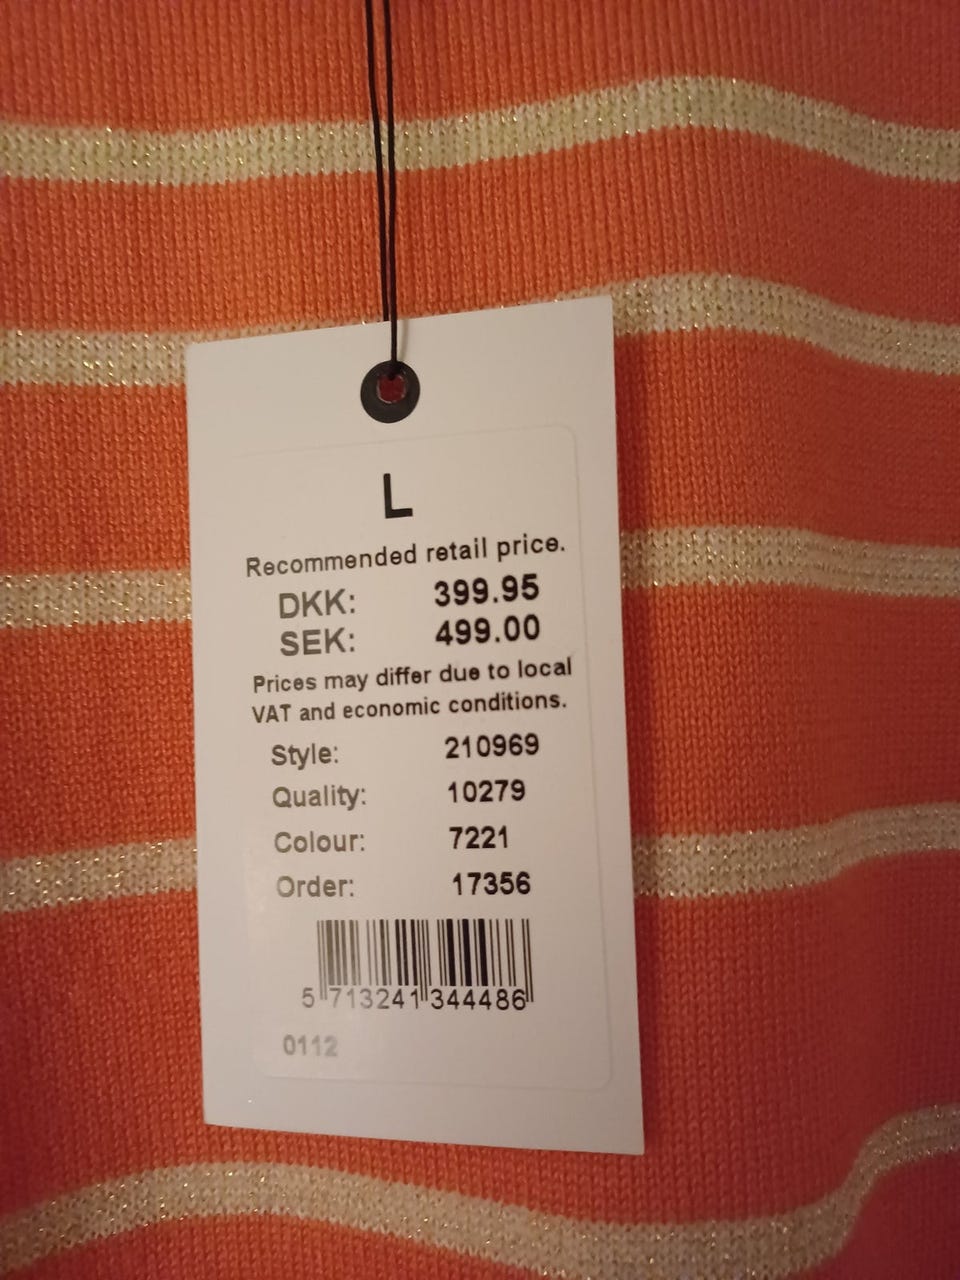 L
Recommended retail price.
DKK: 399.95
SEK: 499.00
Prices may differ due to local
VAT and economic conditions.
Style: 210969
Quality: 10279
Colour: 7221
Order: 17356
5 713241 344486
0112